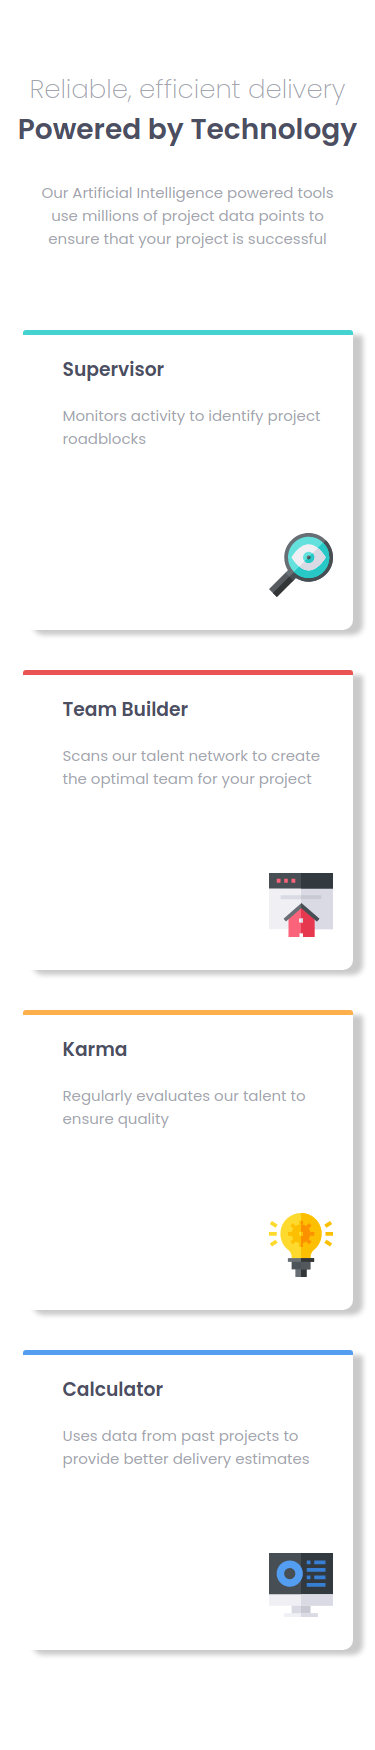 Reliable, efficient delivery
Powered by Technology
Our Artificial Intelligence powered tools
use millions of project data points to
ensure that your project is successful
Supervisor
Monitors activity to identify project
roadblocks
Team Builder
Scans our talent network to create
the optimal team for your project
Karma
Regularly evaluates our talent to
ensure quality
Calculator
Uses data from past projects to
provide better delivery estimates